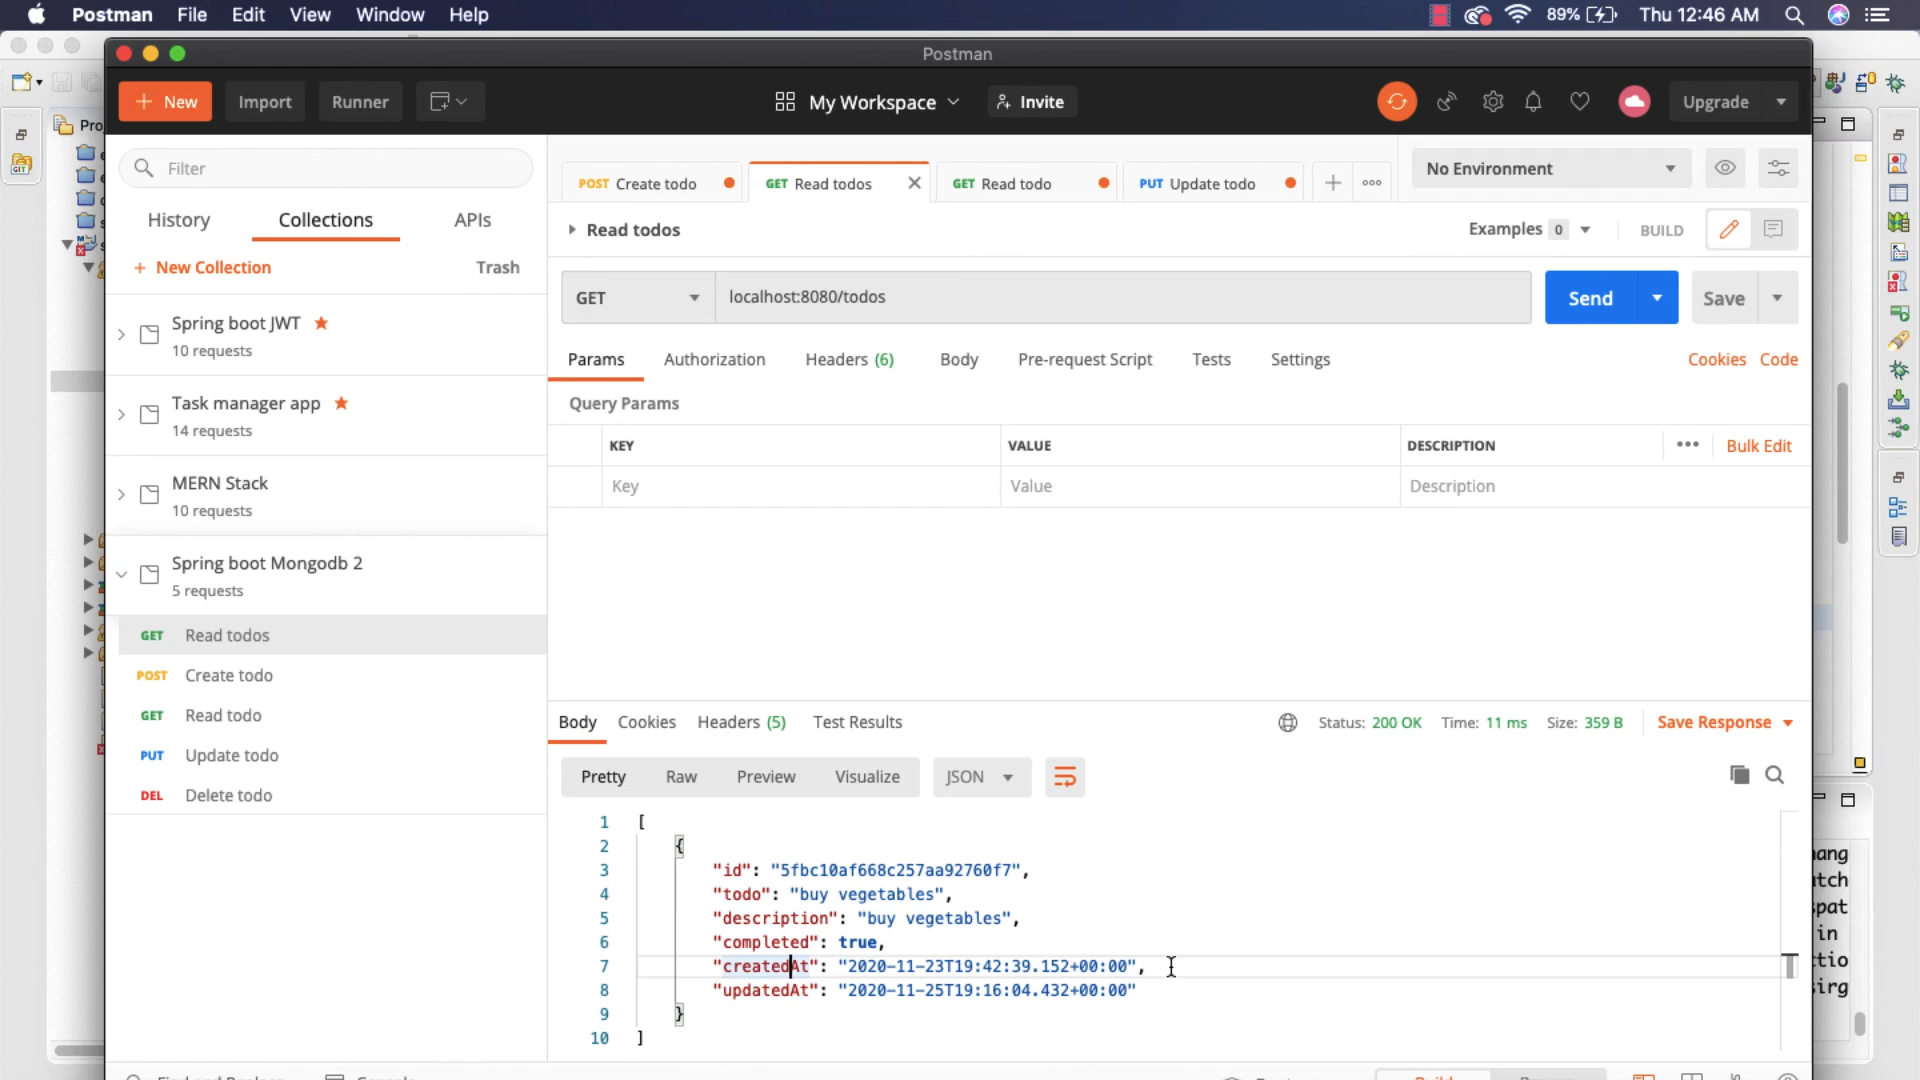 Postman File Edit View Window Help 89% Thu 12:46 AM
Postman
+ New Import Runner My Workspace Invite Upgrade
Pro
Filter
History Collections APIs
+ New Collection Trash
Spring boot JWT
10 requests
Task manager app
14 requests
MERN Stack
10 requests
Spring boot Mongodb 2
5 requests
GET Read todos
POST Create todo
GET Read todo
PUT Update todo
DEL Delete todo
POST Create todo GET Read todos GET Read todo PUT Update todo No Environment
Read todos Examples 0 BUILD
GET localhost:8080/todos Send Save
Params Authorization Headers (6) Body Pre-request Script Tests Settings Cookies Code
Query Params
KEY VALUE DESCRIPTION Bulk Edit
Key Value Description
Body Cookies Headers (5) Test Results Status: 200 OK Time: 11 ms Size: 359 B Save Response
Pretty Raw Preview Visualize JSON
1 [
2 {
3 "id": "5fbc10af668c257aa92760f7",
4 "todo": "buy vegetables",
5 "description": "buy vegetables",
6 "completed": true,
7 "createdAt": "2020-11-23T19:42:39.152+00:00",
8 "updatedAt": "2020-11-25T19:16:04.432+00:00"
9 }
10 ]
GIT